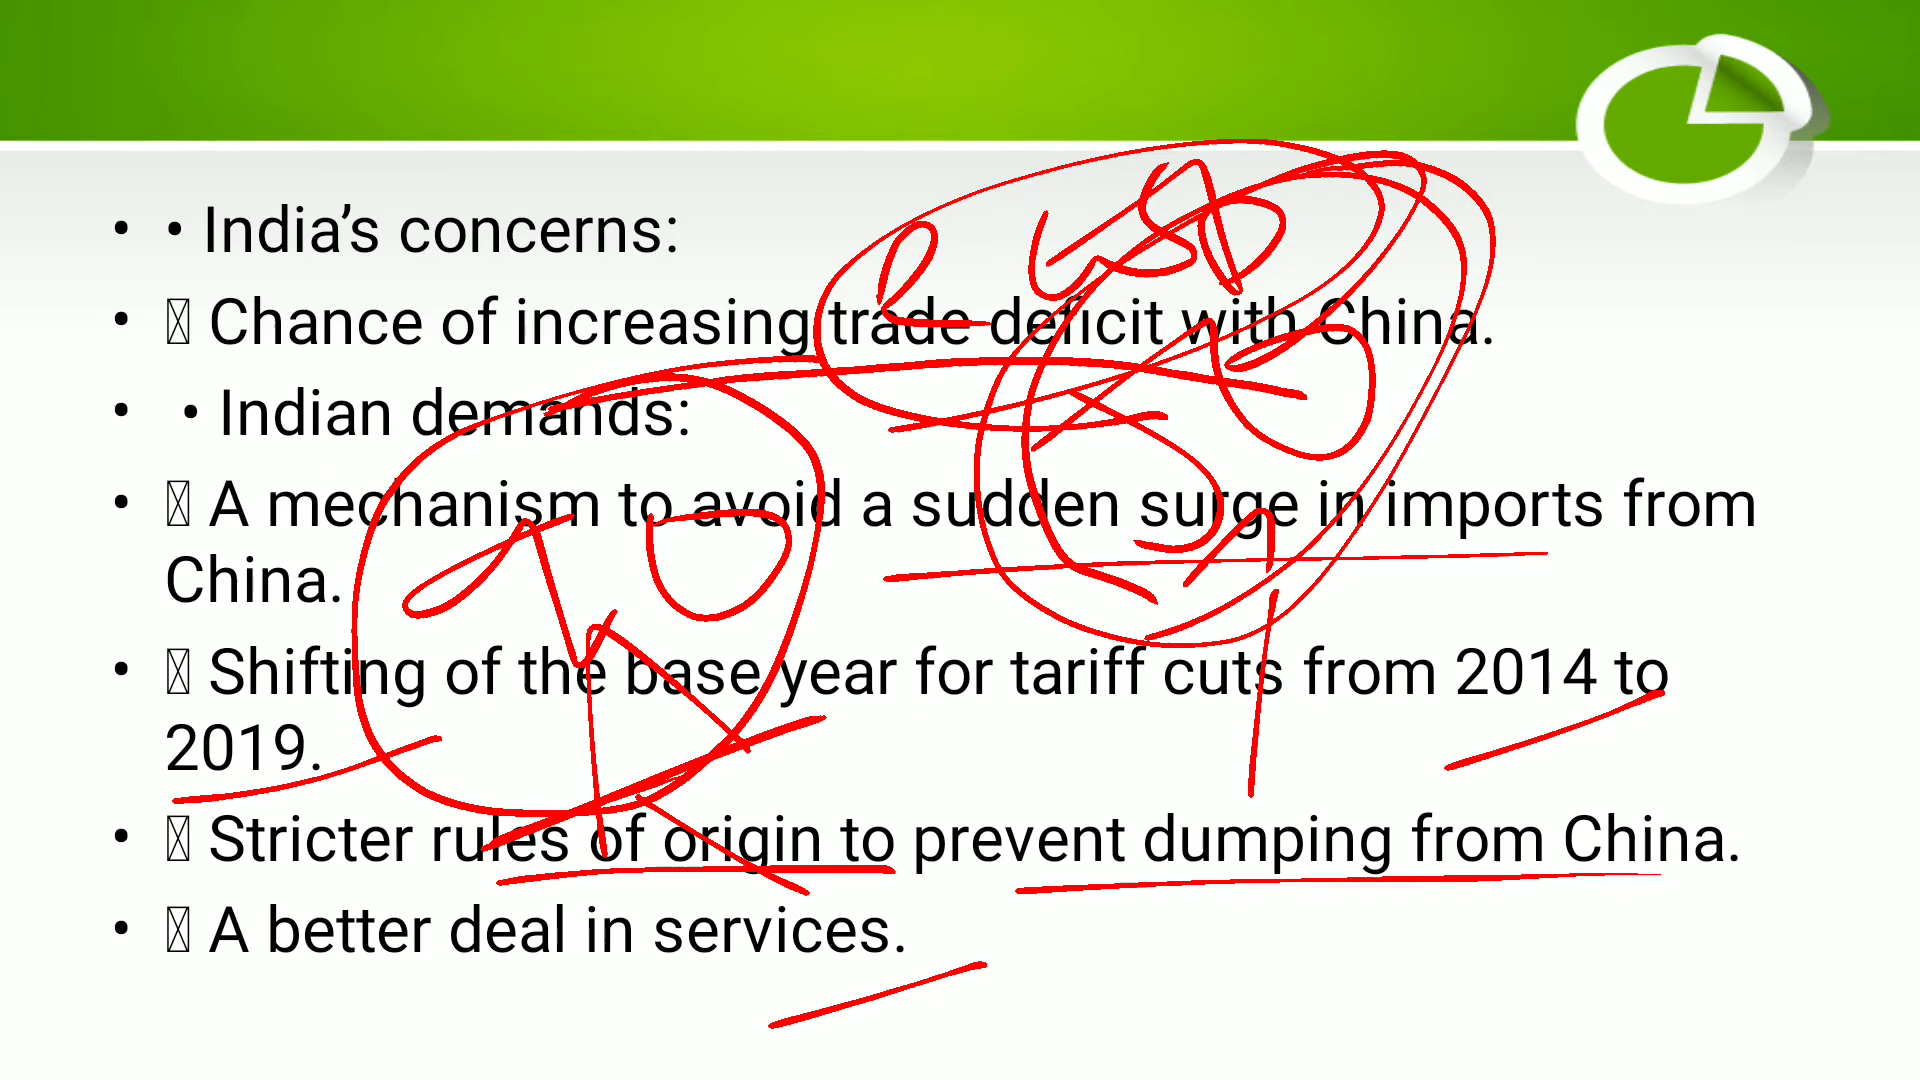 • • India’s concerns:
• Chance of increasing trade deficit with China.
• • Indian demands:
• A mechanism to avoid a sudden surge in imports from
China.
• Shifting of the base year for tariff cuts from 2014 to
2019.
• Stricter rules of origin to prevent dumping from China.
• A better deal in services.